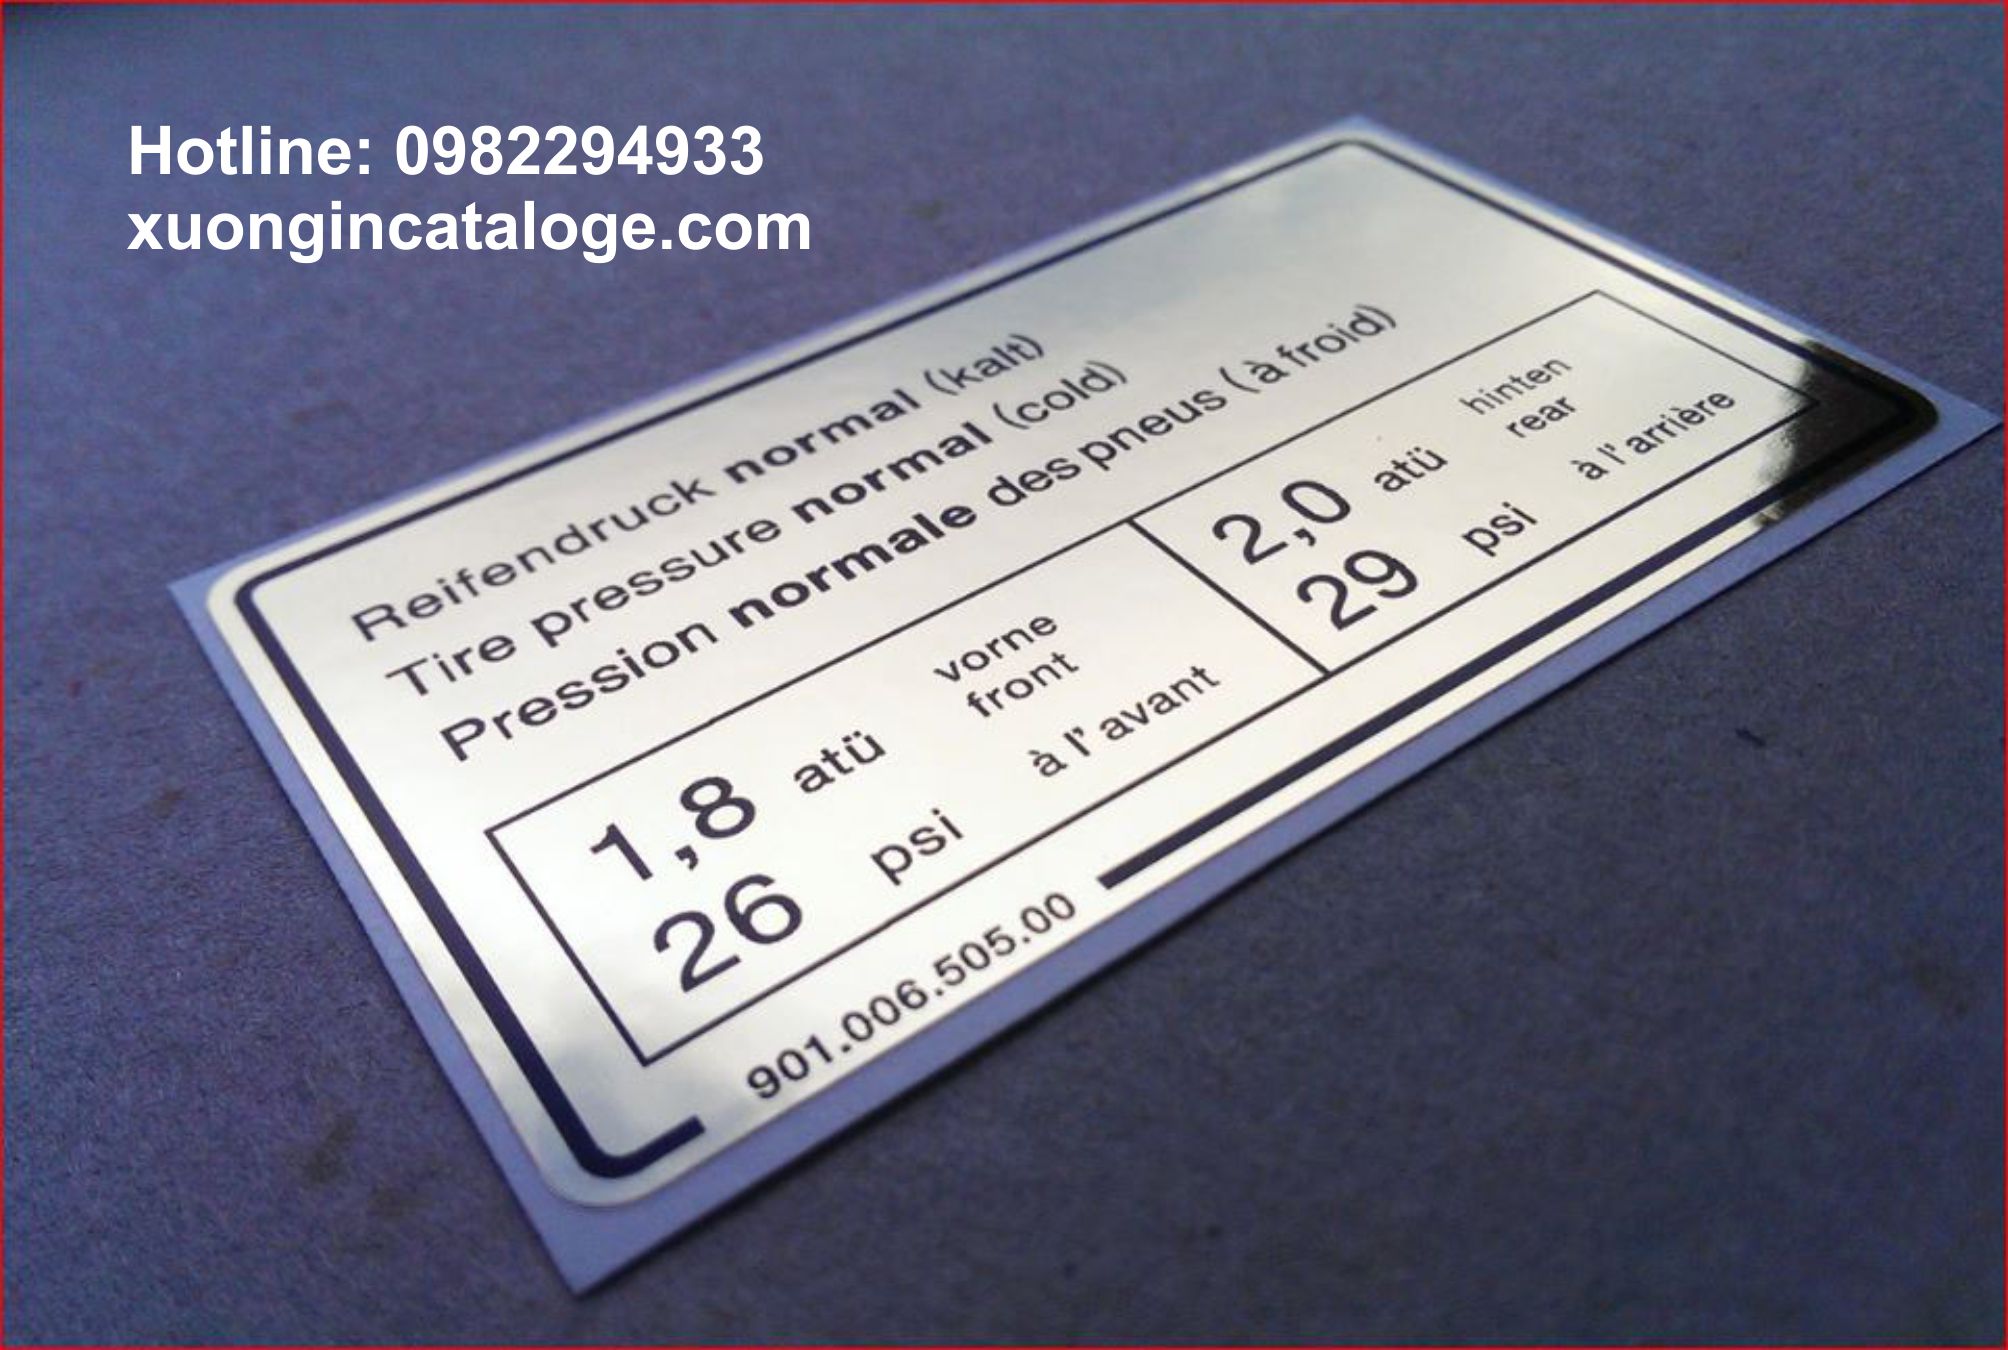 Hotline: 0982294933
xuongincataloge.com
Reifendruck normal (kalt)
Tire pressure normal (cold)
Pression normale des pneus (à froid)
1,8 atü vorne
front
26 psi à l' avant
2,0 atü hinten
rear
29 psi à l' arrière
901.006.505.00